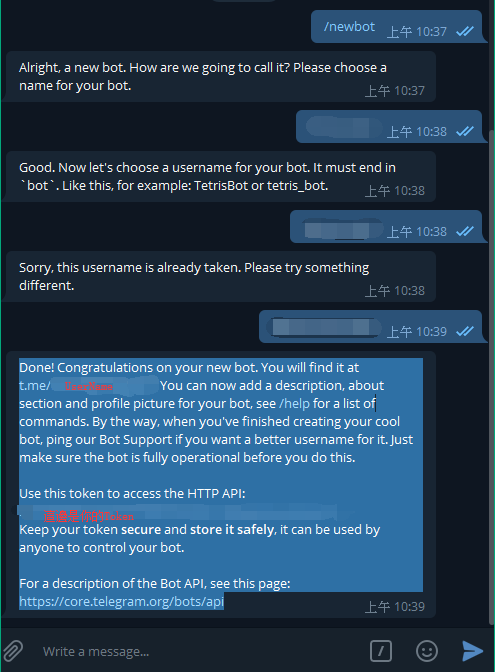 /newbot 上午 10:37
Alright, a new bot. How are we going to call it? Please choose a
name for your bot.
上午 10:37
上午 10:38
Good. Now let's choose a username for your bot. It must end in
`bot`. Like this, for example: TetrisBot or tetris_bot.
上午 10:38
上午 10:38
Sorry, this username is already taken. Please try something
different.
上午 10:38
上午 10:39
Done! Congratulations on your new bot. You will find it at
t.me/ You can now add a description, about
section and profile picture for your bot, see /help for a list of
commands. By the way, when you've finished creating your cool
bot, ping our Bot Support if you want a better username for it. Just
make sure the bot is fully operational before you do this.
Use this token to access the HTTP API:
Keep your token secure and store it safely, it can be used by
anyone to control your bot.
For a description of the Bot API, see this page:
https://core.telegram.org/bots/api
上午 10:39
Write a message...
/